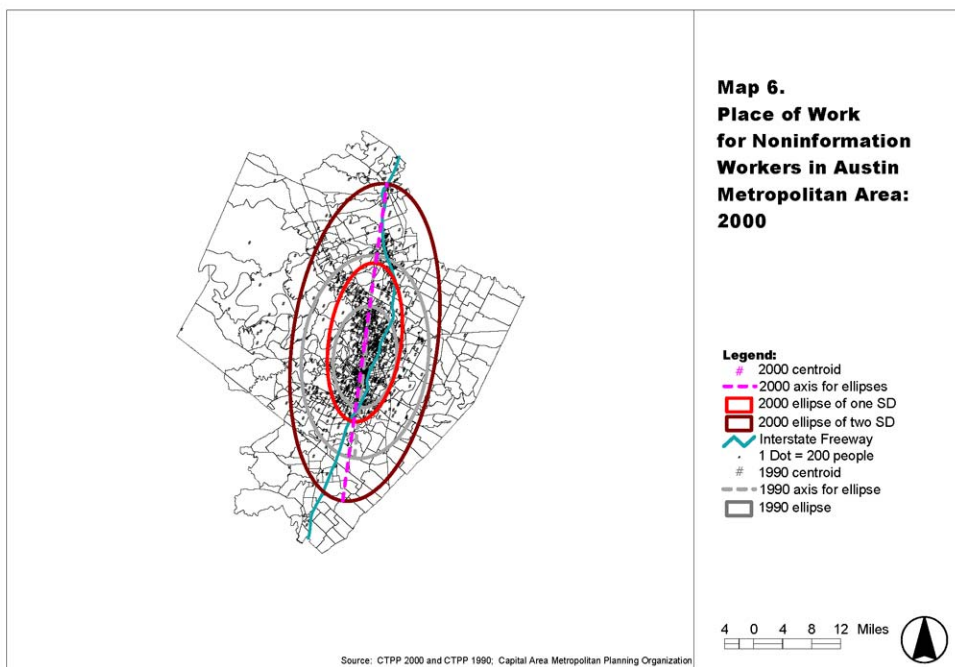 Map 6.
Place of Work
for Noninformation
Workers in Austin
Metropolitan Area:
2000
Legend:
# 2000 centroid
2000 axis for ellipses
2000 ellipse of one SD
2000 ellipse of two SD
Interstate Freeway
1 Dot = 200 people
# 1990 centroid
1990 axis for ellipse
1990 ellipse
4 0 4 8 12 Miles
Source: CTPP 2000 and CTPP 1990; Capital Area Metropolitan Planning Organization